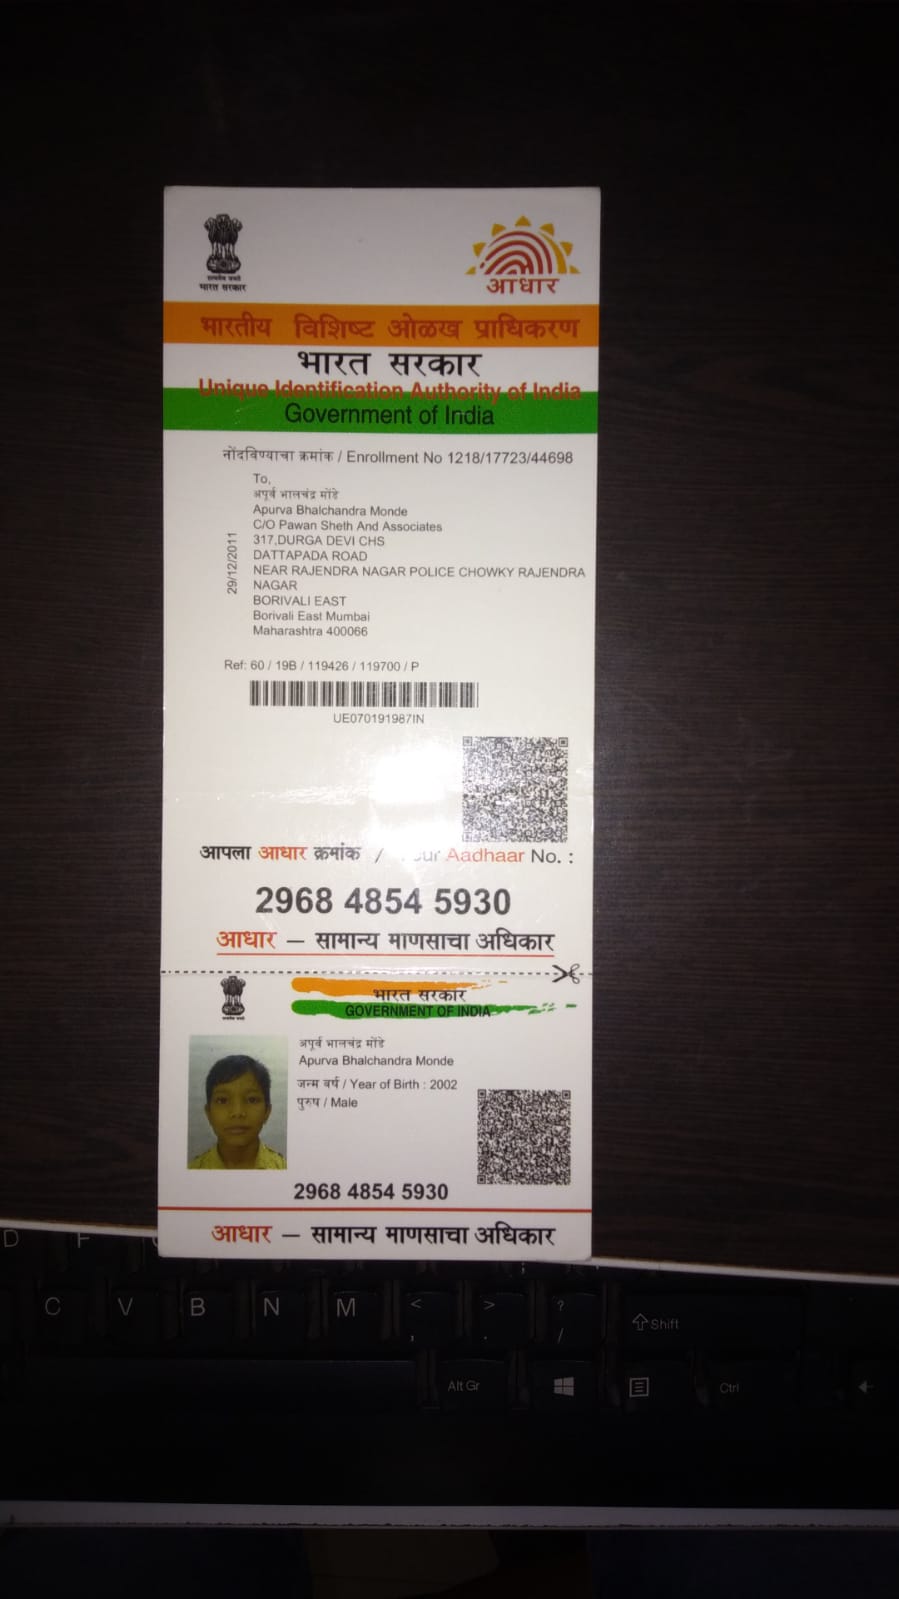 सत्यमेव जयते
भारत सरकार
आधार
भारतीय विशिष्ट ओळख प्राधिकरण
भारत सरकार
Unique Identification Authority of India
Government of India
नोंदविण्याचा क्रमांक / Enrollment No 1218/17723/44698
To,
अपूर्व भालचंद्र मोंडे
Apurva Bhalchandra Monde
C/O Pawan Sheth And Associates
317,DURGA DEVI CHS
DATTAPADA ROAD
NEAR RAJENDRA NAGAR POLICE CHOWKY RAJENDRA
NAGAR
BORIVALI EAST
Borivali East Mumbai
Maharashtra 400066
29/12/2011
Ref: 60 / 19B / 119426 / 119700 / P
UE070191987IN
आपला आधार क्रमांक / Aadhaar No. :
2968 4854 5930
आधार — सामान्य माणसाचा अधिकार
भारत सरकार
GOVERNMENT OF INDIA
अपूर्व भालचंद्र मोंडे
Apurva Bhalchandra Monde
जन्म वर्ष / Year of Birth : 2002
पुरुष / Male
2968 4854 5930
आधार — सामान्य माणसाचा अधिकार
D F
C V B N M < , > . ? / Shift
Alt Gr Ctrl